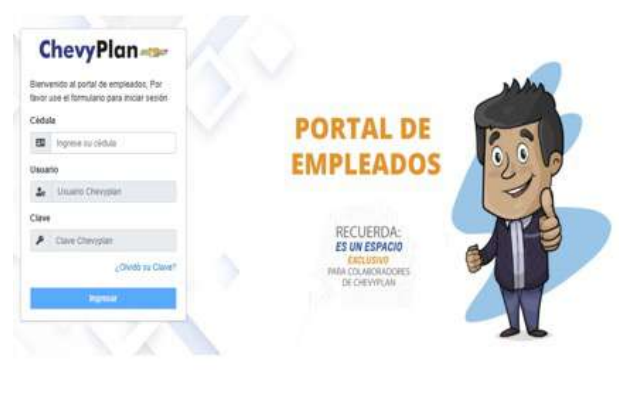 ChevyPlan
Bienvenido al portal de empleados, Por
favor use el formulario para iniciar sesión
Cédula
Ingrese su cédula
Usuario
Usuario Chevyplan
Clave
Clave Chevyplan
¿Olvidó su Clave?
Ingresar
PORTAL DE
EMPLEADOS
RECUERDA:
ES UN ESPACIO
EXCLUSIVO
PARA COLABORADORES
DE CHEVYPLAN